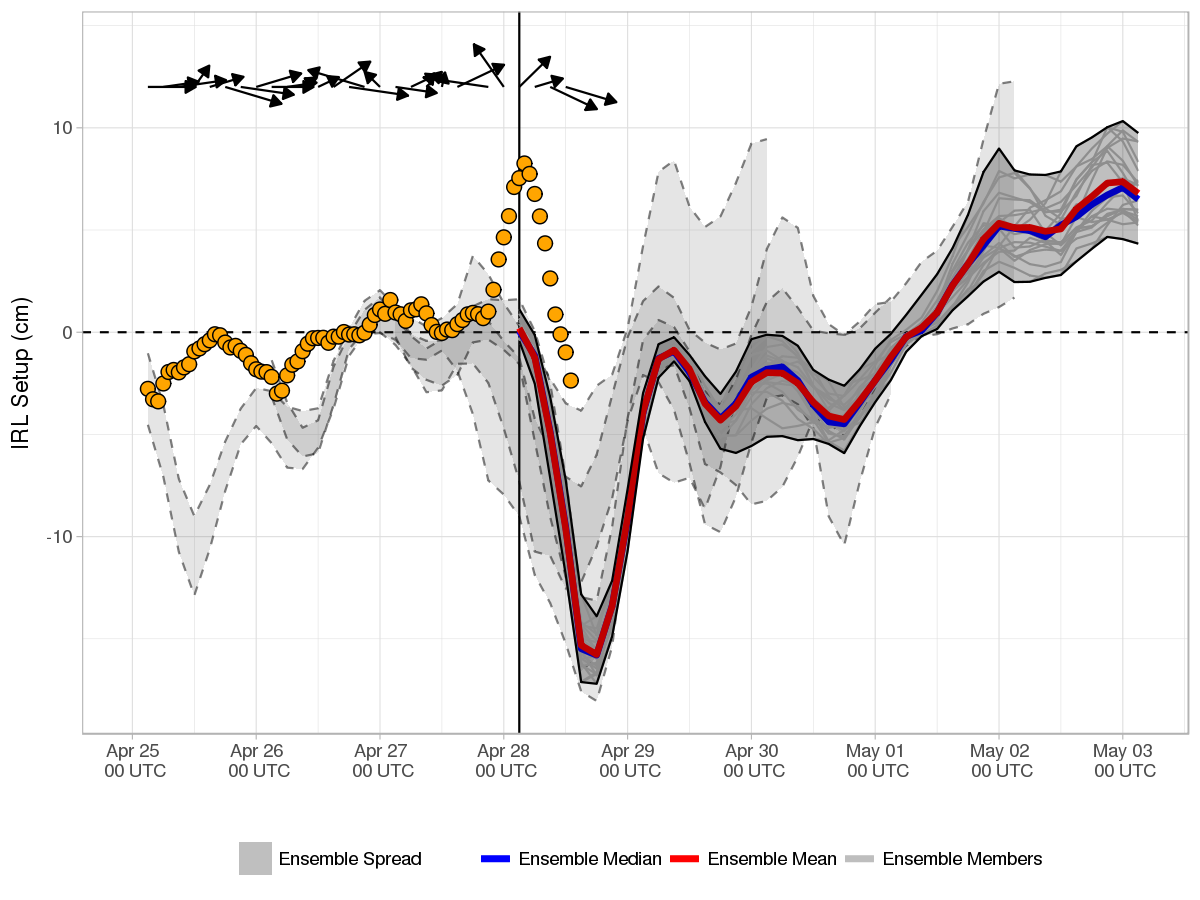 IRL Setup (cm)
10
0
-10
Apr 25 Apr 26 Apr 27 Apr 28 Apr 29 Apr 30 May 01 May 02 May 03
00 UTC 00 UTC 00 UTC 00 UTC 00 UTC 00 UTC 00 UTC 00 UTC 00 UTC
Ensemble Spread Ensemble Median Ensemble Mean Ensemble Members